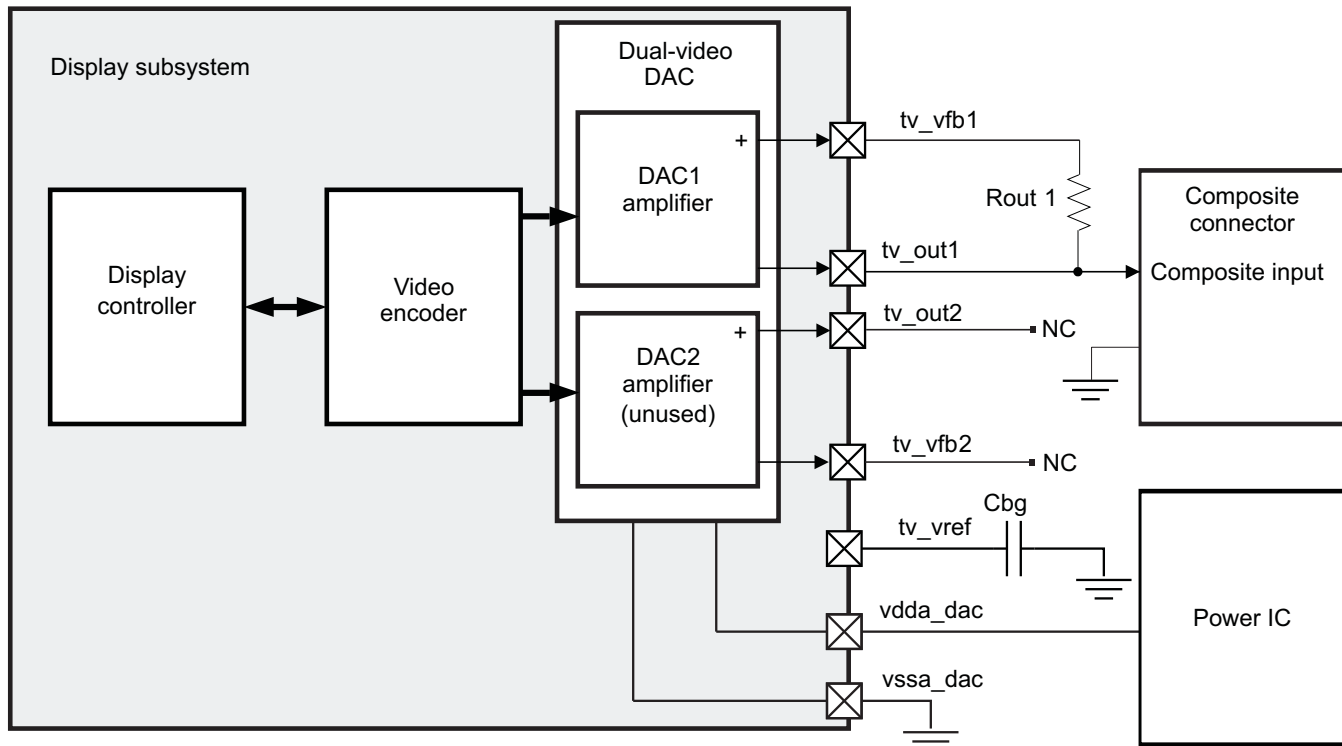 Display subsystem
Dual-video
DAC
+
DAC1
amplifier
Display
controller
Video
encoder
+
DAC2
amplifier
(unused)
tv_vfb1
Rout 1
tv_out1
tv_out2
NC
tv_vfb2
NC
Cbg
tv_vref
vdda_dac
vssa_dac
Composite
connector
Composite input
Power IC